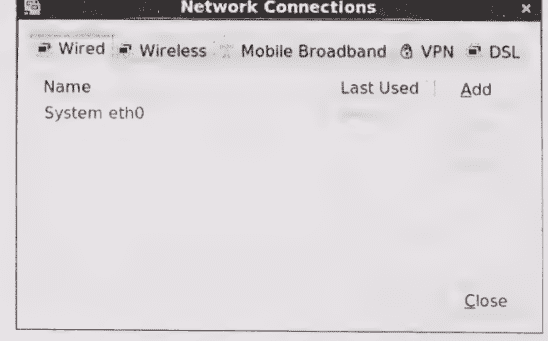 Network Connections
Wired Wireless Mobile Broadband VPN DSL
Name Last Used Add
System eth0
Close